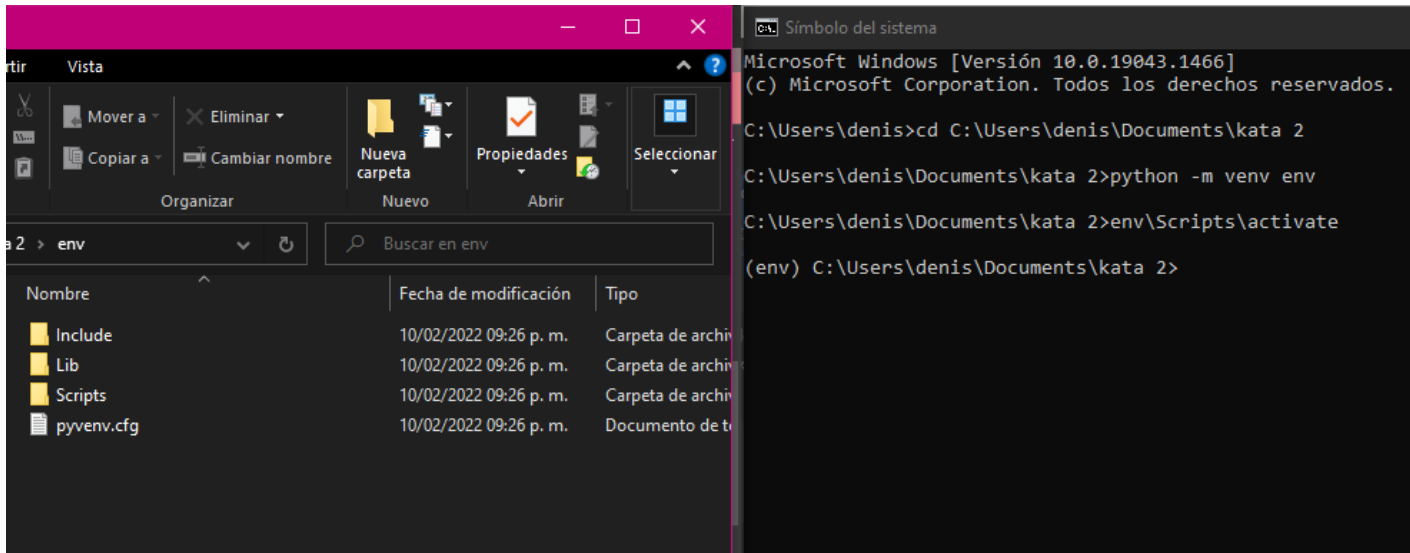 rtir Vista
Mover a Eliminar
Copiar a Cambiar nombre
Nueva carpeta
Propiedades
Seleccionar
Organizar Nuevo Abrir
a 2 > env Buscar en env
Nombre Fecha de modificación Tipo
Include 10/02/2022 09:26 p. m. Carpeta de archiv
Lib 10/02/2022 09:26 p. m. Carpeta de archiv
Scripts 10/02/2022 09:26 p. m. Carpeta de archiv
pyvenv.cfg 10/02/2022 09:26 p. m. Documento de te
Símbolo del sistema
Microsoft Windows [Versión 10.0.19043.1466]
(c) Microsoft Corporation. Todos los derechos reservados.
C:\Users\denis>cd C:\Users\denis\Documents\kata 2
C:\Users\denis\Documents\kata 2>python -m venv env
C:\Users\denis\Documents\kata 2>env\Scripts\activate
(env) C:\Users\denis\Documents\kata 2>